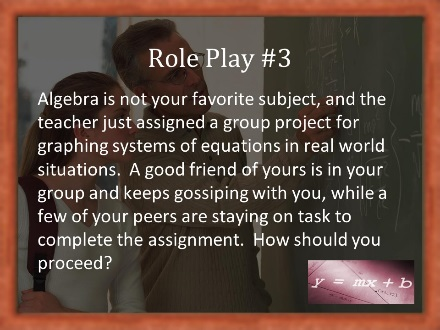 Role Play #3
Algebra is not your favorite subject, and the
teacher just assigned a group project for
graphing systems of equations in real world
situations.  A good friend of yours is in your
group and keeps gossiping with you, while a
few of your peers are staying on task to
complete the assignment.  How should you
proceed?
y = mx + b